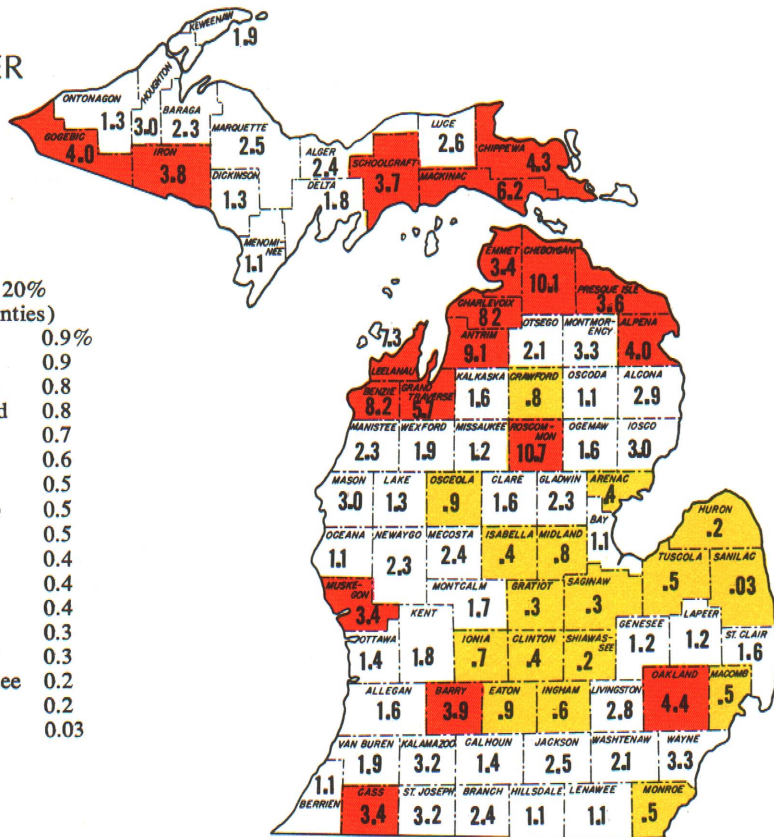 ER
20%
nties)
0.9%
0.9
0.8
d 0.8
0.7
0.6
0.5
0.5
0.5
0.4
0.4
0.4
0.3
0.3
ee 0.2
0.2
0.03
KEWEENAW
1.9
HOUGHTON
3.0
ONTONAGON
1.3
BARAGA
2.3
GOGEBIC
4.0
IRON
3.8
MARQUETTE
2.5
DICKINSON
1.3
MENOMI-
NEE
1.1
ALGER
2.4
DELTA
1.8
SCHOOLCRAFT
3.7
LUCE
2.6
CHIPPEWA
4.3
MACKINAC
6.2
EMMET
3.4
CHEBOYGAN
10.1
PRESQUE ISLE
3.6
CHARLEVOIX
8 2
ANTRIM
9.1
OTSEGO
2.1
MONTMOR-
ENCY
3.3
ALPENA
4.0
7.3
LEELANAU
BENZIE
8.2
GRAND
TRAVERSE
5.7
KALKASKA
1.6
CRAWFORD
.8
OSCODA
1.1
ALCONA
2.9
MANISTEE
2.3
WEXFORD
1.9
MISSAUKEE
1.2
ROSCOM-
MON
10.7
OGEMAW
1.6
IOSCO
3.0
MASON
3.0
LAKE
1.3
OSCEOLA
.9
CLARE
1.6
GLADWIN
2.3
ARENAC
.4
BAY
1.1
HURON
.2
OCEANA
1.1
NEWAYGO
2.3
MECOSTA
2.4
ISABELLA
.4
MIDLAND
.8
TUSCOLA
.5
SANILAC
.03
MUSKE-
GON
3.4
MONTCALM
1.7
GRATIOT
.3
SAGINAW
.3
KENT
1.8
OTTAWA
1.4
IONIA
.7
CLINTON
.4
SHIAWAS-
SEE
.2
GENESEE
1.2
LAPEER
1.2
ST. CLAIR
1.6
ALLEGAN
1.6
BARRY
3.9
EATON
.9
INGHAM
.6
LIVINGSTON
2.8
OAKLAND
4.4
MACOMB
.5
VAN BUREN
1.9
KALAMAZOO
3.2
CALHOUN
1.4
JACKSON
2.5
WASHTENAW
2.1
WAYNE
3.3
1.1
BERRIEN
CASS
3.4
ST. JOSEPH
3.2
BRANCH
2.4
HILLSDALE
1.1
LENAWEE
1.1
MONROE
.5